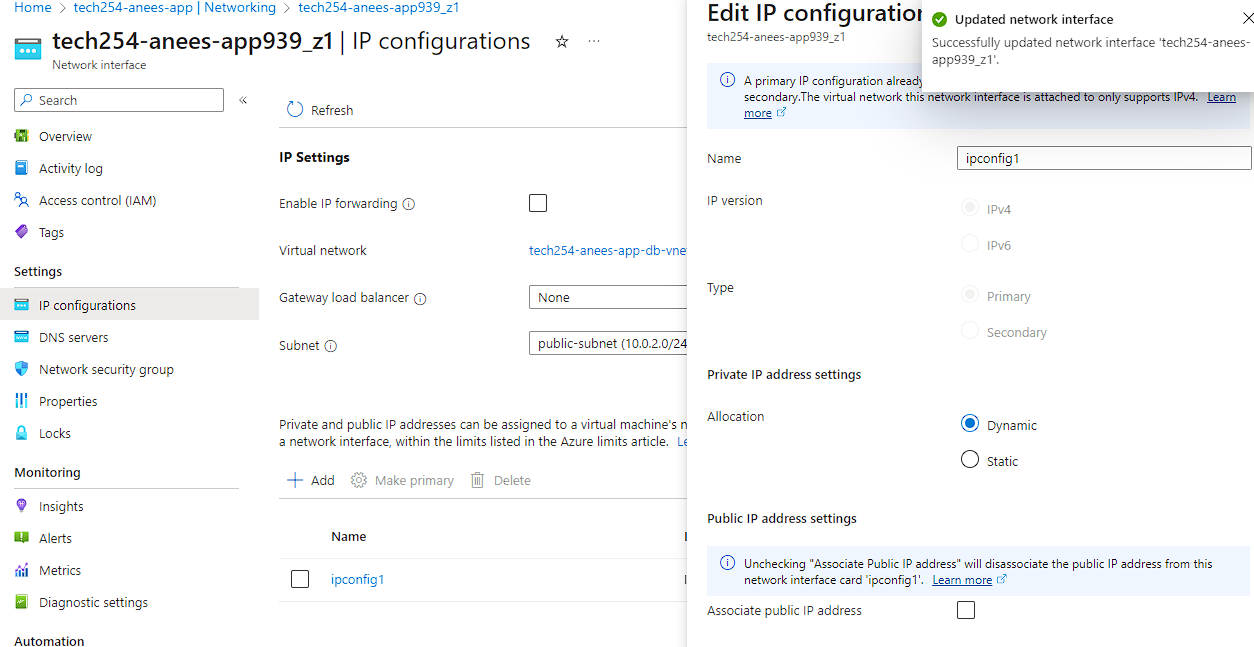 Home > tech254-anees-app | Networking > tech254-anees-app939_z1
tech254-anees-app939_z1 | IP configurations
Network interface
Search
Overview
Activity log
Access control (IAM)
Tags
Settings
IP configurations
DNS servers
Network security group
Properties
Locks
Monitoring
Insights
Alerts
Metrics
Diagnostic settings
Automation
Refresh
IP Settings
Enable IP forwarding
Virtual network
tech254-anees-app-db-vne
Gateway load balancer
None
Subnet
public-subnet (10.0.2.0/24
Private and public IP addresses can be assigned to a virtual machine's
a network interface, within the limits listed in the Azure limits article.
Add
Make primary
Delete
Name
ipconfig1
Edit IP configuration
tech254-anees-app939_z1
Updated network interface
Successfully updated network interface 'tech254-anees-
app939_z1'.
A primary IP configuration already
secondary.The virtual network this network interface is attached to only supports IPv4. Learn
more
Name
ipconfig1
IP version
IPv4
IPv6
Type
Primary
Secondary
Private IP address settings
Allocation
Dynamic
Static
Public IP address settings
Unchecking "Associate Public IP address" will disassociate the public IP address from this
network interface card 'ipconfig1'. Learn more
Associate public IP address